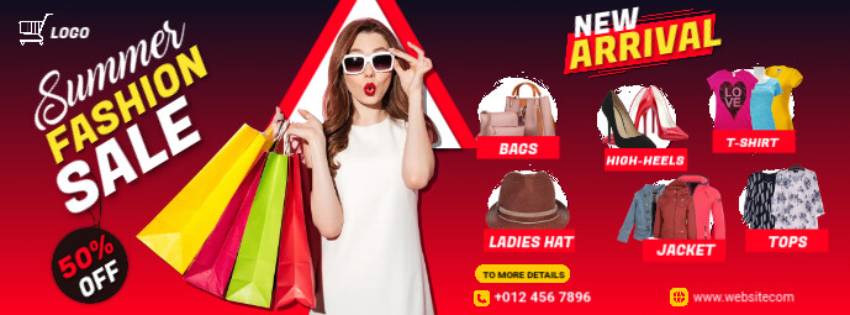 LOGO
Summer
FASHION
SALE
50%
OFF
NEW
ARRIVAL
BAGS
HIGH-HEELS
LOVE
T-SHIRT
LADIES HAT
JACKET
TOPS
TO MORE DETAILS
+012 456 7896
www.websitecom